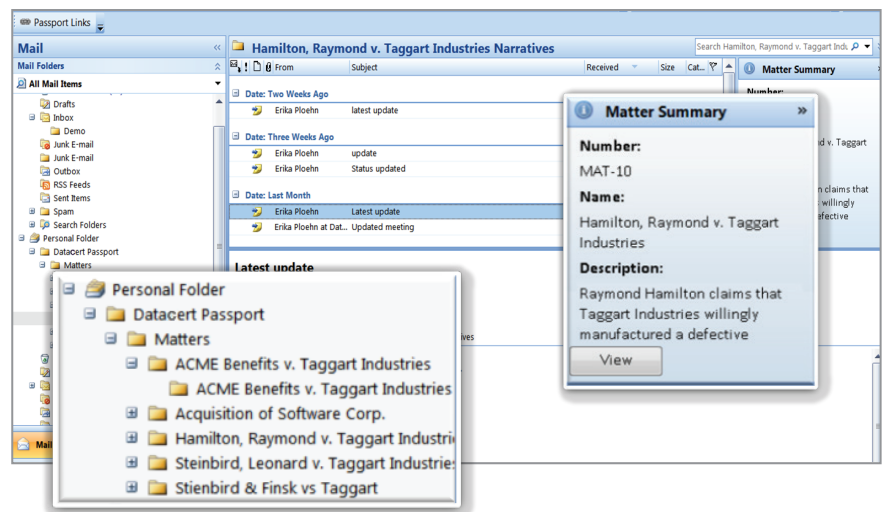 Passport Links
Mail «
Mail Folders
All Mail Items
Drafts
Inbox
Demo
Junk E-mail
Junk E-mail
Outbox
RSS Feeds
Sent Items
Spam
Search Folders
Personal Folder
Datacert Passport
Matters
Mail
Hamilton, Raymond v. Taggart Industries Narratives
Search Hamilton, Raymond v. Taggart
From Subject Received Size Cat...
Date: Two Weeks Ago
Erika Ploehn latest update
Date: Three Weeks Ago
Erika Ploehn update
Erika Ploehn Status updated
Date: Last Month
Erika Ploehn Latest update
Erika Ploehn at Dat... Updated meeting
Latest update
Matter Summary
Number:
v. Taggart
claims that
willingly
Personal Folder
Datacert Passport
Matters
ACME Benefits v. Taggart Industries
ACME Benefits v. Taggart Industries
Acquisition of Software Corp.
Hamilton, Raymond v. Taggart Industri
Steinbird, Leonard v. Taggart Industries
Stienbird & Finsk vs Taggart
Matter Summary »
Number:
MAT-10
Name:
Hamilton, Raymond v. Taggart
Industries
Description:
Raymond Hamilton claims that
Taggart Industries willingly
manufactured a defective
View